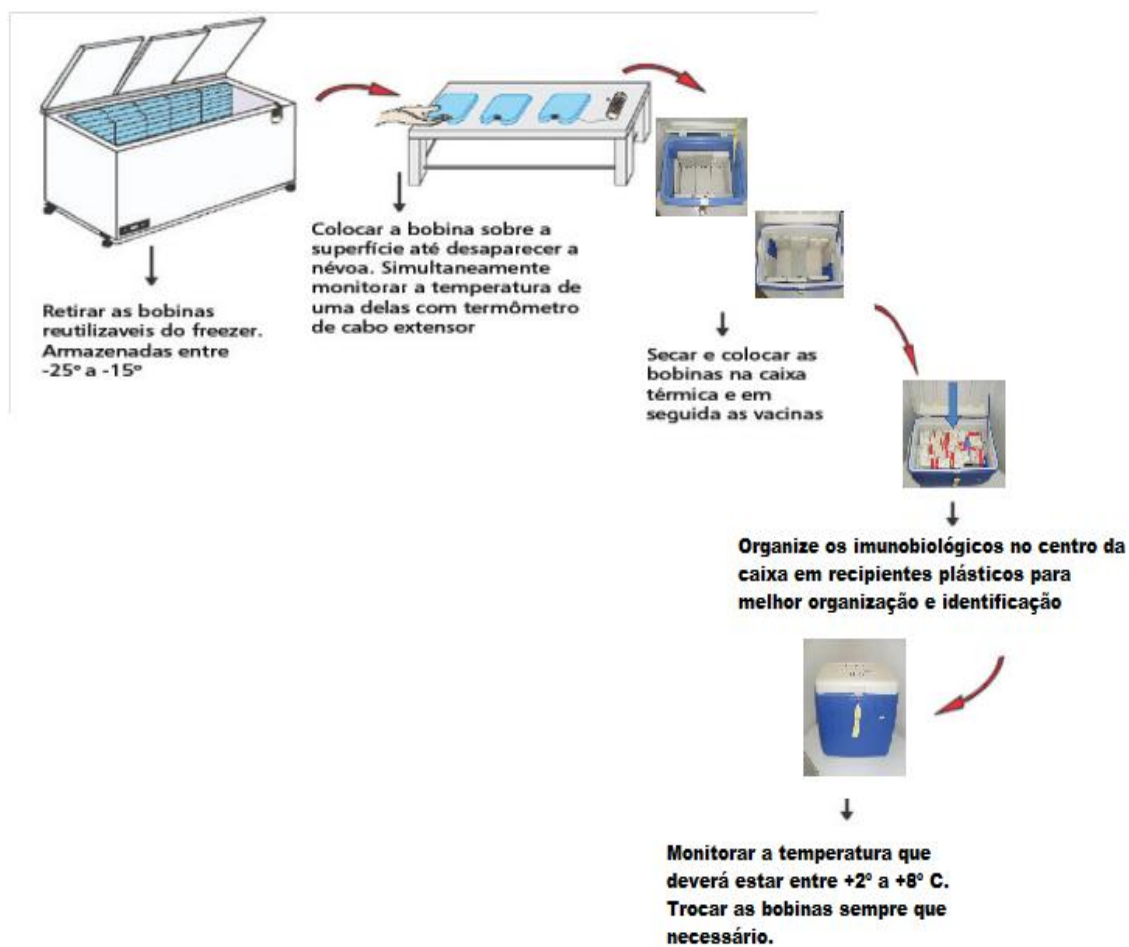 Retirar as bobinas
reutilizaveis do freezer.
Armazenadas entre
-25º a -15º
Colocar a bobina sobre a
superfície até desaparecer a
névoa. Simultaneamente
monitorar a temperatura de
uma delas com termômetro
de cabo extensor
Secar e colocar as
bobinas na caixa
térmica e em
seguida as vacinas
Organize os imunobiológicos no centro da
caixa em recipientes plásticos para
melhor organização e identificação
Monitorar a temperatura que
deverá estar entre +2º a +8º C.
Trocar as bobinas sempre que
necessário.